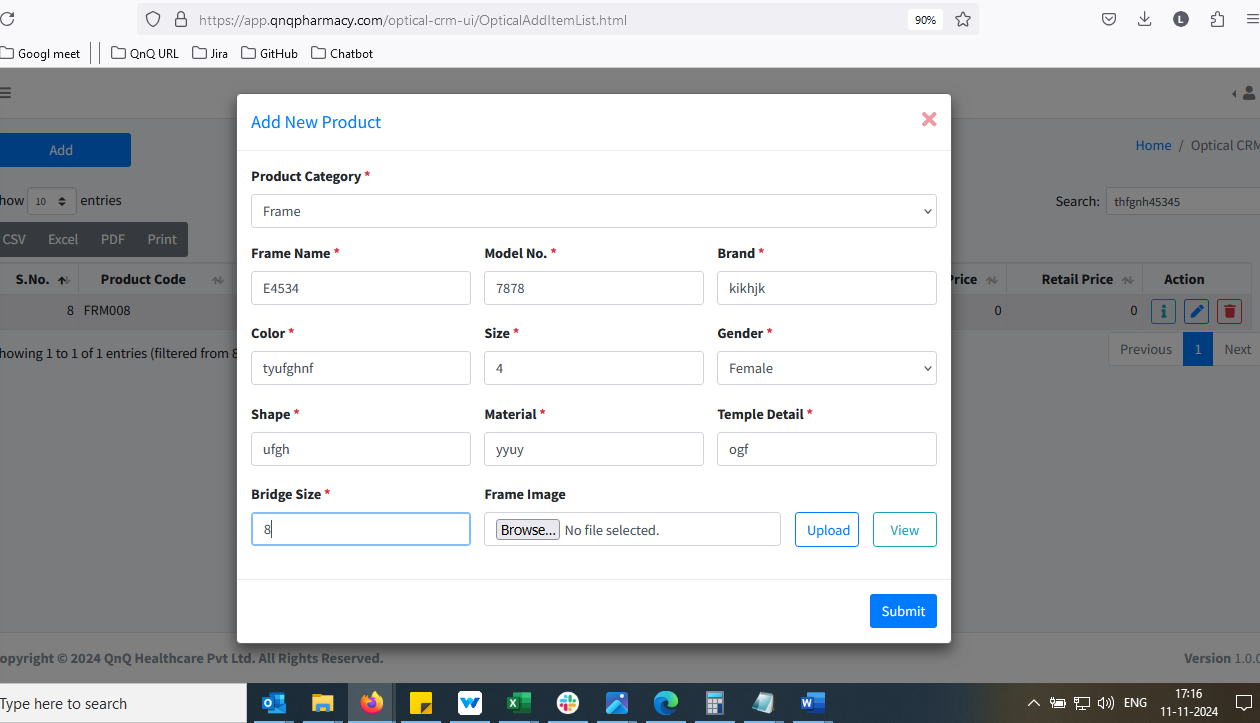 https://app.qnqpharmacy.com/optical-crm-ui/OpticalAddItemList.html 90% L
Googl meet QnQ URL Jira GitHub Chatbot
Add New Product
Add
Home / Optical CRM
Product Category *
how 10 entries
Search: thfgnh45345
Frame
CSV Excel PDF Print
Frame Name * Model No. * Brand *
S.No. Product Code Price Retail Price Action
E4534 7878 kikhjk
8 FRM008 0 0
Color * Size * Gender *
howing 1 to 1 of 1 entries (filtered from 8
Previous 1 Next
tyufghnf 4 Female
Shape * Material * Temple Detail *
ufgh yyuy ogf
Bridge Size * Frame Image
8 Browse... No file selected. Upload View
Submit
opyright © 2024 QnQ Healthcare Pvt Ltd. All Rights Reserved. Version 1.0.0
Type here to search
ENG 17:16
11-11-2024